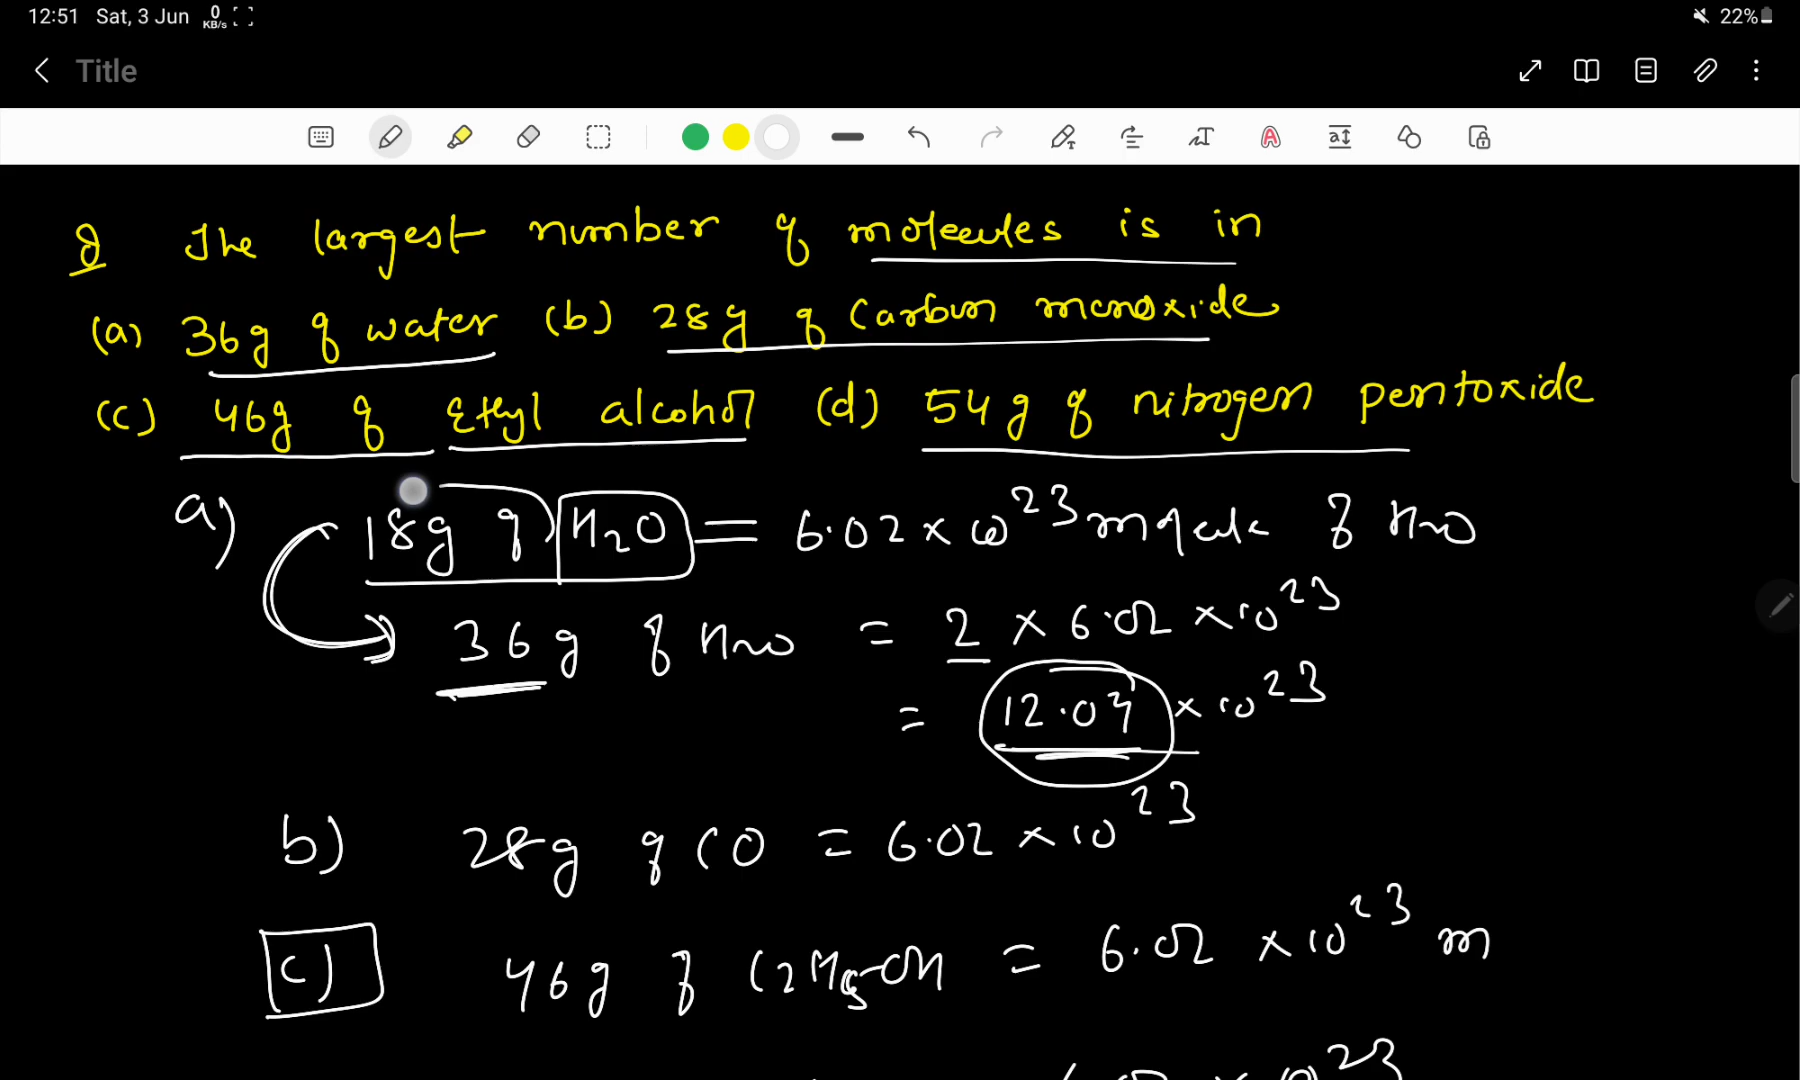 12:51 Sat, 3 Jun 0 KB/s 22%
Title
Q The largest number of molecules is in
(a) 36g of water (b) 28g of Carbon monoxide
(c) 46g of Ethyl alcohol (d) 54g of nitrogen pentoxide
a) 18g of H2O = 6.02 × 10^23 molecule of H2O
36g of H2O = 2 × 6.02 × 10^23
= 12.04 × 10^23
b) 28g of CO = 6.02 × 10^23
c) 46g of C2H5-OH = 6.02 × 10^23 m